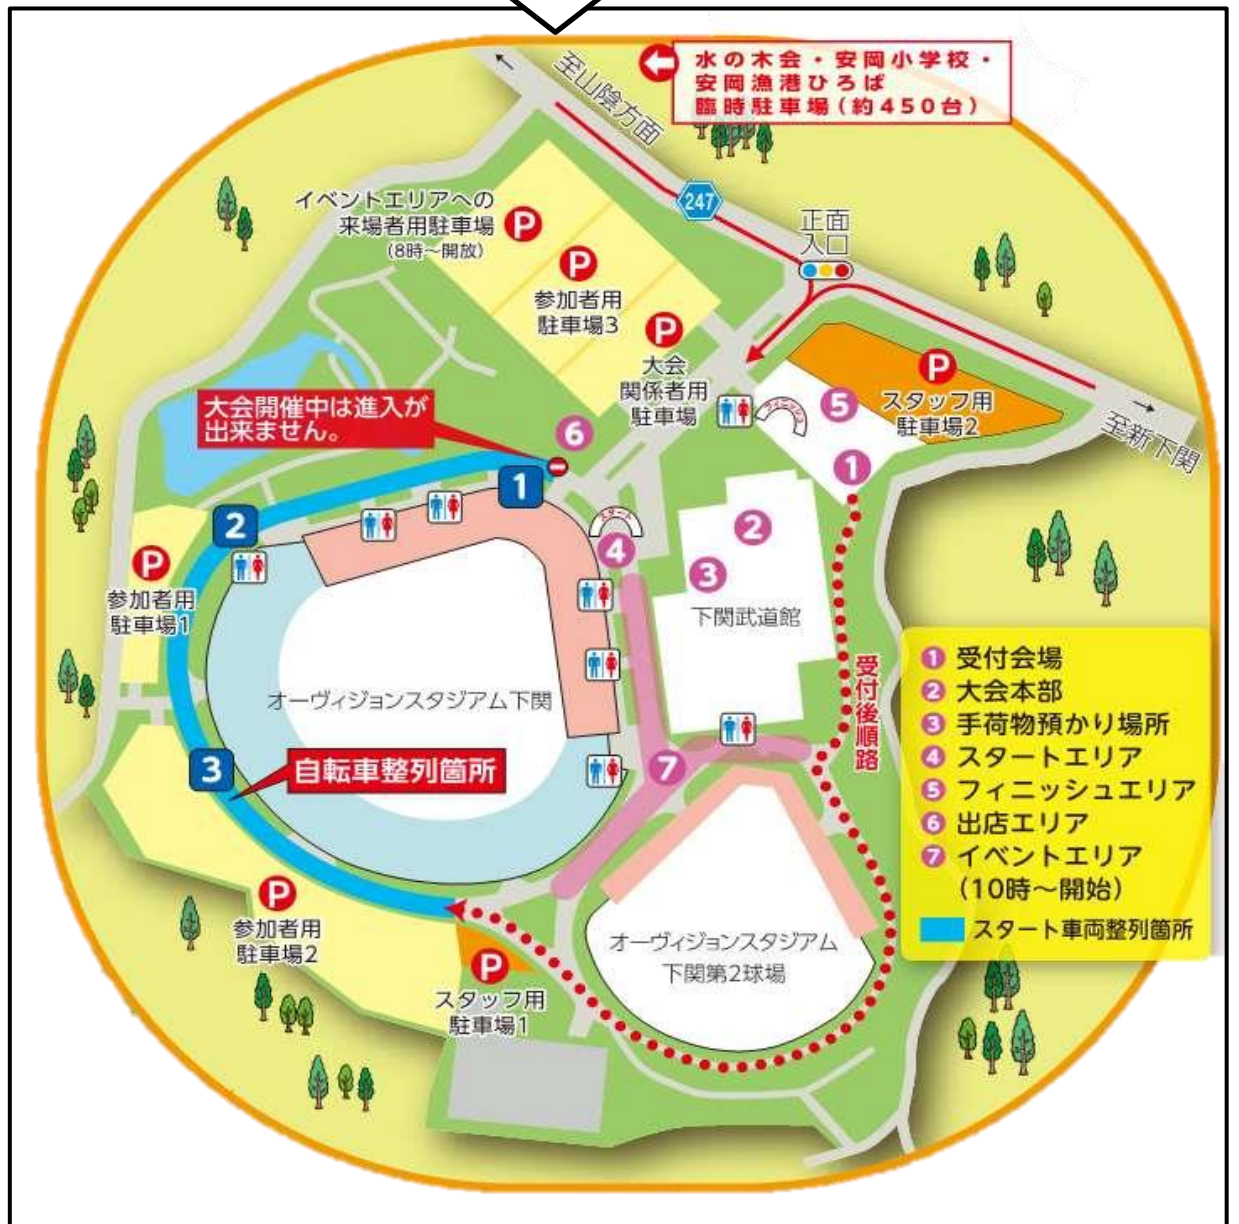 水の木会・安岡小学校・
安岡漁港ひろば
臨時駐車場(約450台)
至山陰方面
247
正面
入口
イベントエリアへの
来場者用駐車場
(8時～開放)
P
P
参加者用
駐車場3
P
大会
関係者用
駐車場
P
スタッフ用
駐車場2
至新下関
フィニッシュ
5
1
大会開催中は進入が
出来ません。
6
1
2
スタート
4
2
3
下関武道館
P
参加者用
駐車場1
オーヴィジョンスタジアム下関
受付後順路
3
自転車整列箇所
7
P
参加者用
駐車場2
P
スタッフ用
駐車場1
オーヴィジョンスタジアム
下関第2球場
1 受付会場
2 大会本部
3 手荷物預かり場所
4 スタートエリア
5 フィニッシュエリア
6 出店エリア
7 イベントエリア
(10時～開始)
スタート車両整列箇所